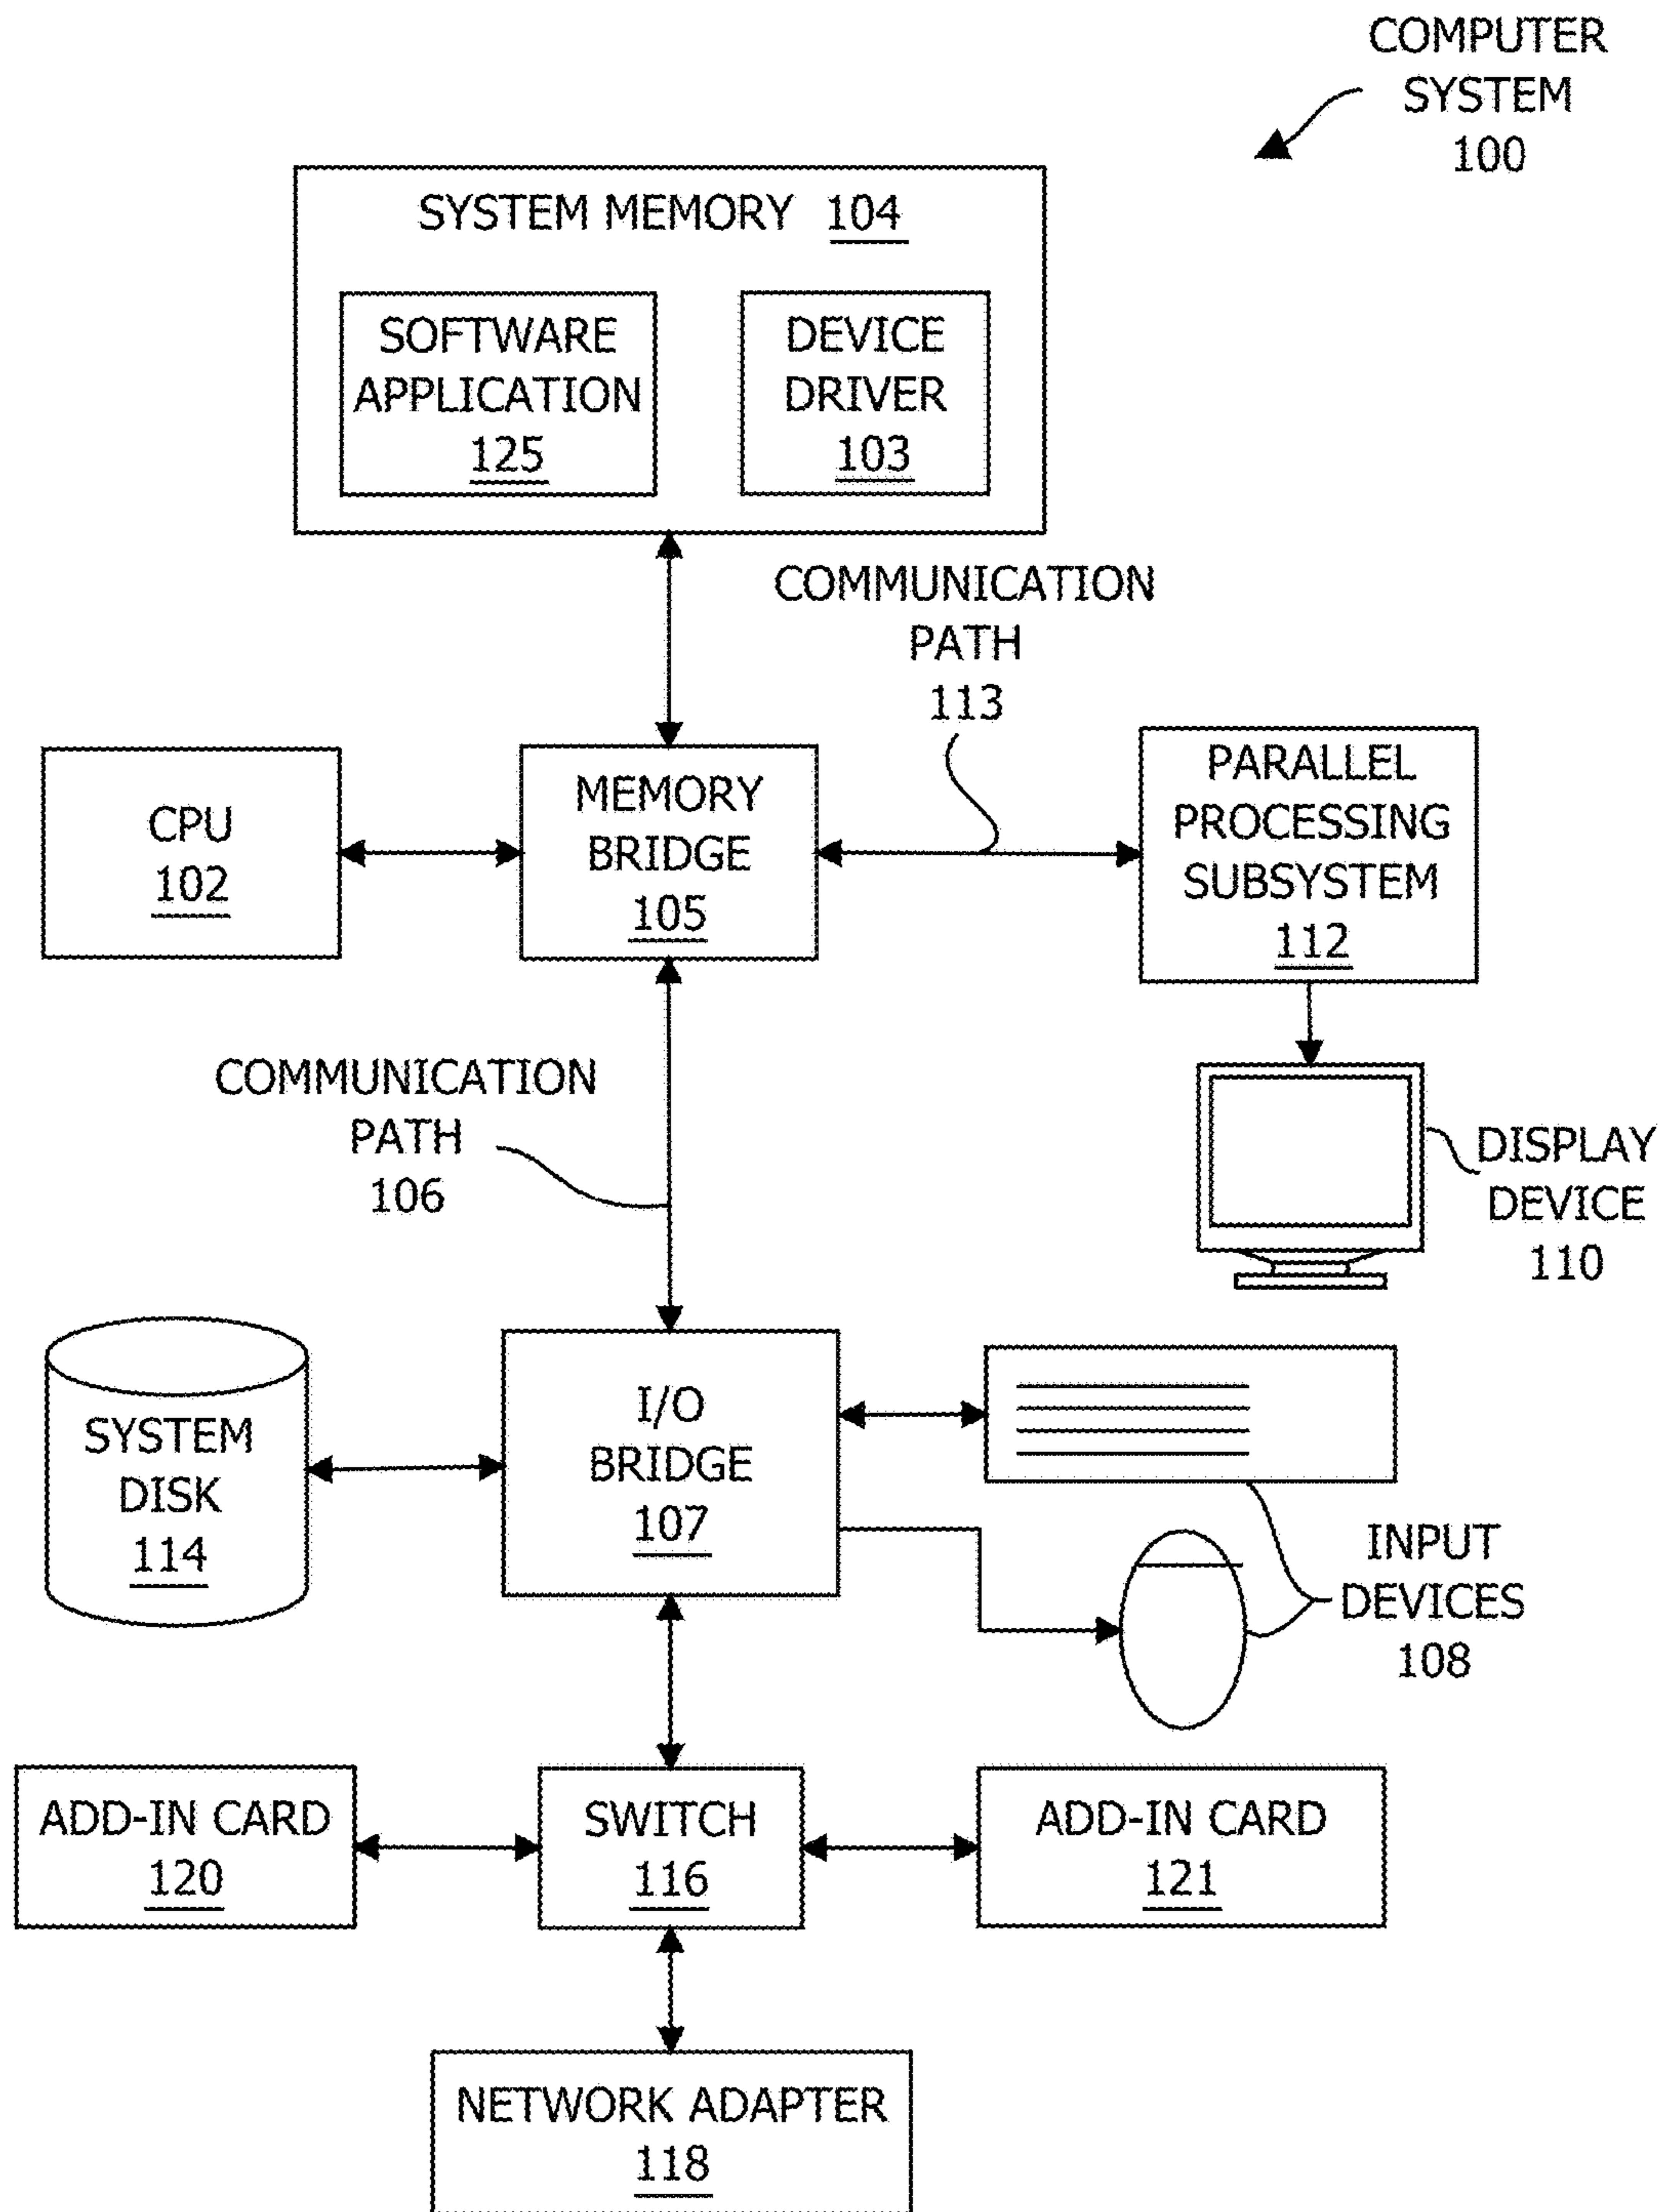 COMPUTER
SYSTEM
100
SYSTEM MEMORY 104
SOFTWARE
APPLICATION
125
DEVICE
DRIVER
103
COMMUNICATION
PATH
113
CPU
102
MEMORY
BRIDGE
105
PARALLEL
PROCESSING
SUBSYSTEM
112
COMMUNICATION
PATH
106
DISPLAY
DEVICE
110
SYSTEM
DISK
114
I/O
BRIDGE
107
INPUT
DEVICES
108
ADD-IN CARD
120
SWITCH
116
ADD-IN CARD
121
NETWORK ADAPTER
118